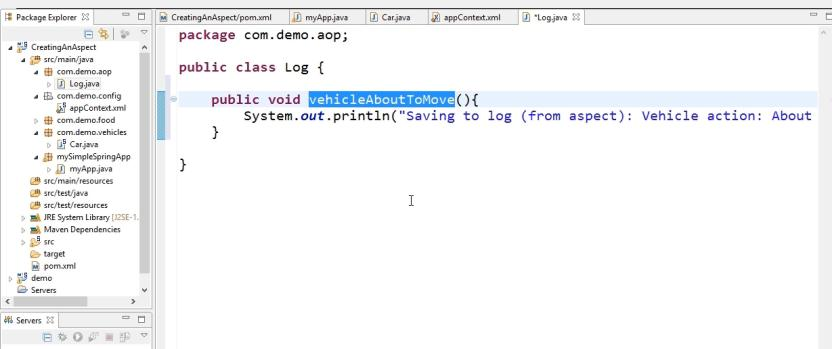 Package Explorer
CreatingAnAspect/pom.xml
myApp.java
Car.java
appContext.xml
*Log.java
CreatingAnAspect
src/main/java
com.demo.aop
Log.java
com.demo.config
appContext.xml
com.demo.food
com.demo.vehicles
Car.java
mySimpleSpringApp
myApp.java
src/main/resources
src/test/java
src/test/resources
JRE System Library [J2SE-1.
Maven Dependencies
src
target
pom.xml
demo
Servers
Servers
package com.demo.aop;
public class Log {
public void vehicleAboutToMove(){
System.out.println("Saving to log (from aspect): Vehicle action: About
}
}